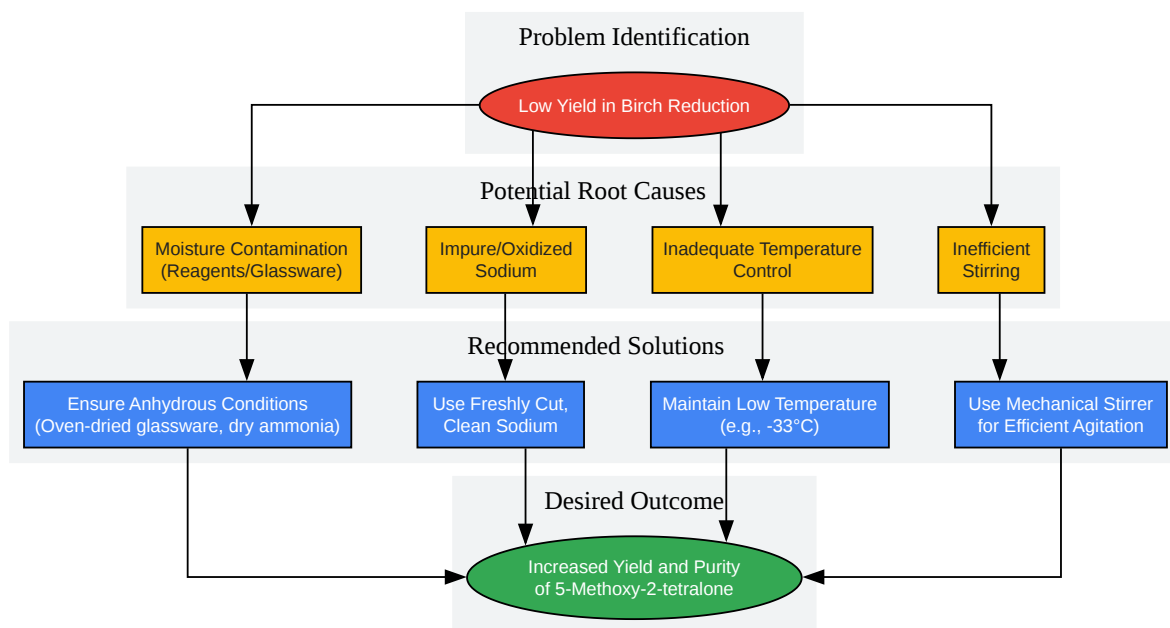 Problem Identification
Low Yield in Birch Reduction
Potential Root Causes
Moisture Contamination
(Reagents/Glassware)
Impure/Oxidized
Sodium
Inadequate Temperature
Control
Inefficient
Stirring
Recommended Solutions
Ensure Anhydrous Conditions
(Oven-dried glassware, dry ammonia)
Use Freshly Cut,
Clean Sodium
Maintain Low Temperature
(e.g., -33°C)
Use Mechanical Stirrer
for Efficient Agitation
Desired Outcome
Increased Yield and Purity
of 5-Methoxy-2-tetralone